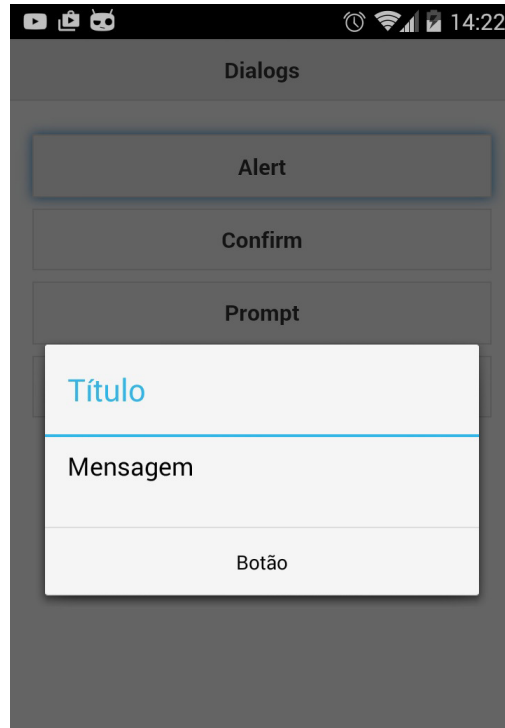 14:22
Dialogs
Alert
Confirm
Prompt
Título
Mensagem
Botão